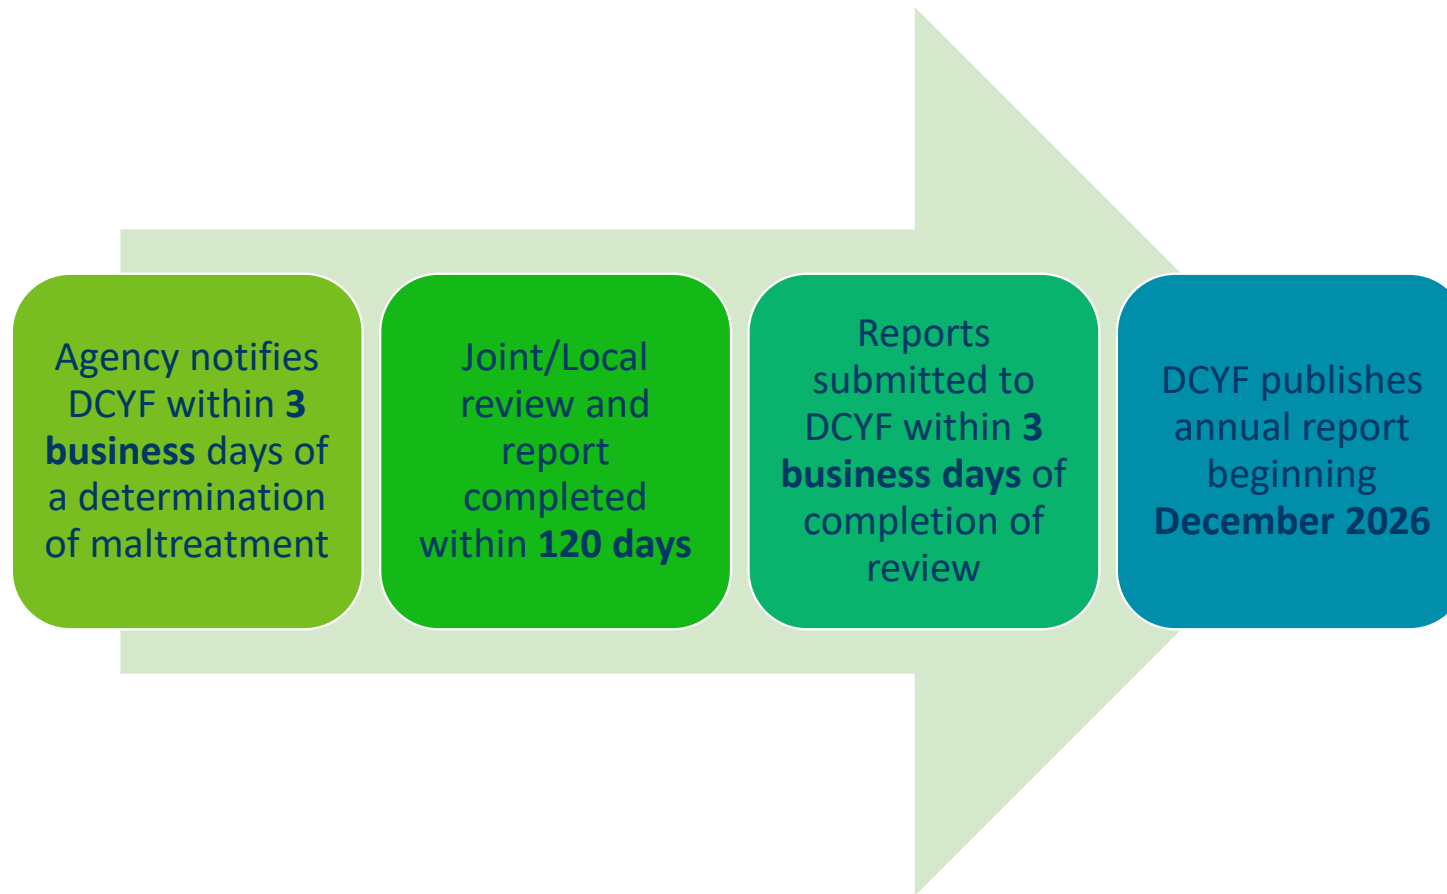 Agency notifies
DCYF within 3
business days of
a determination
of maltreatment
Joint/Local
review and
report
completed
within 120 days
Reports
submitted to
DCYF within 3
business days of
completion of
review
DCYF publishes
annual report
beginning
December 2026